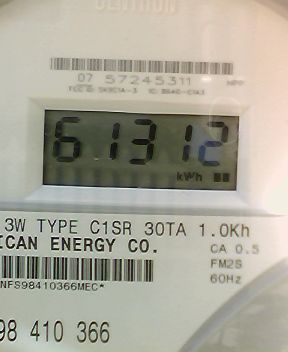 CENTRON
07 57245311
61312
kWh
3W TYPE C1SR 30TA 1.0Kh
ICAN ENERGY CO.
CA 0.5
FM2S
60Hz
NFS98410366MEC*
98 410 366